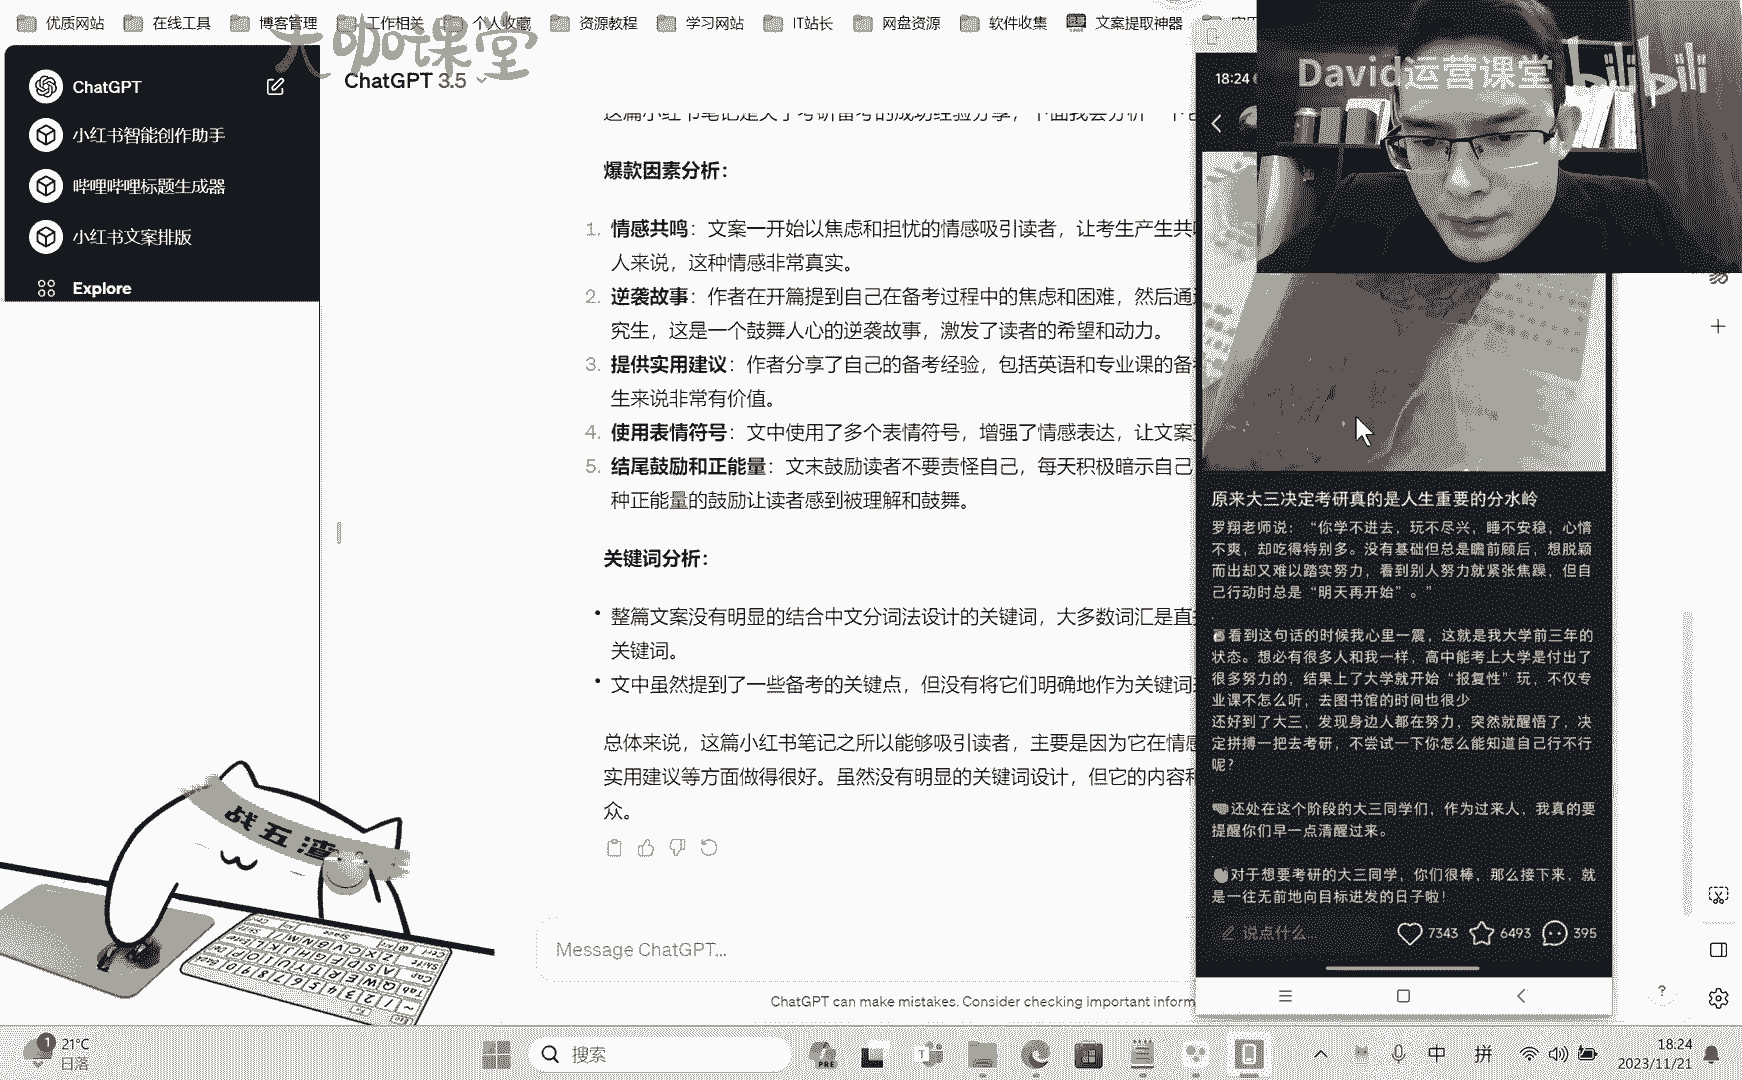 优质网站
在线工具
博客管理
工作相关
个人收藏
资源教程
学习网站
IT站长
网盘资源
软件收集
文案提取神器
大咖课堂
ChatGPT
小红书智能创作助手
哔哩哔哩标题生成器
小红书文案排版
Explore
ChatGPT 3.5
爆款因素分析：
1. 情感共鸣：文案一开始以焦虑和担忧的情感吸引读者，让考生产生共
人来说，这种情感非常真实。
2. 逆袭故事：作者在开篇提到自己在备考过程中的焦虑和困难，然后通
究生，这是一个鼓舞人心的逆袭故事，激发了读者的希望和动力。
3. 提供实用建议：作者分享了自己的备考经验，包括英语和专业课的备
生来说非常有价值。
4. 使用表情符号：文中使用了多个表情符号，增强了情感表达，让文案
5. 结尾鼓励和正能量：文末鼓励读者不要责怪自己，每天积极暗示自己
种正能量的鼓励让读者感到被理解和鼓舞。
关键词分析：
• 整篇文案没有明显的结合中文分词法设计的关键词，大多数词汇是直
关键词。
• 文中虽然提到了一些备考的关键点，但没有将它们明确地作为关键词
总体来说，这篇小红书笔记之所以能够吸引读者，主要是因为它在情
实用建议等方面做得很好。虽然没有明显的关键词设计，但它的内容
众。
Message ChatGPT...
ChatGPT can make mistakes. Consider checking important inform
18:24
David运营课堂
bilibili
原来大三决定考研真的是人生重要的分水岭
罗翔老师说：“你学不进去，玩不尽兴，睡不安稳，心情
不爽，却吃得特别多。没有基础但总是瞻前顾后，想脱颖
而出却又难以踏实努力，看到别人努力就紧张焦躁，但自
己行动时总是“明天再开始”。”
看到这句话的时候我心里一震，这就是我大学前三年的
状态。想必有很多人和我一样，高中能考上大学是付出了
很多努力的，结果上了大学就开始“报复性”玩，不仅专
业课不怎么听，去图书馆的时间也很少
还好到了大三，发现身边人都在努力，突然就醒悟了，决
定拼搏一把去考研，不尝试一下你怎么能知道自己行不行
呢？
还处在这个阶段的大三同学们，作为过来人，我真的要
提醒你们早一点清醒过来。
对于想要考研的大三同学，你们很棒，那么接下来，就
是一往无前地向目标进发的日子啦！
说点什么...
7343
6493
395
战五渣
1
21°C
日落
搜索
PRE
中
拼
18:24
2023/11/21